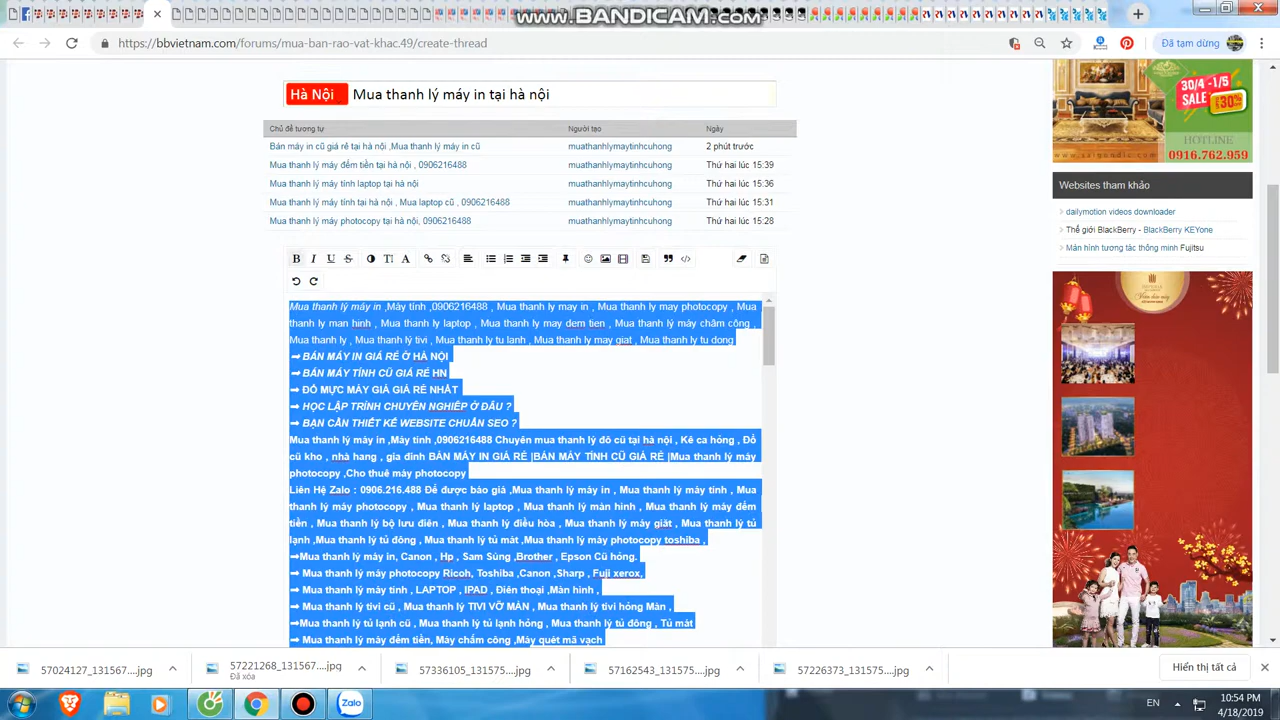 www.BANDICAM.com
https://bbvietnam.com/forums/mua-ban-rao-vat-khac.49/create-thread
Đã tạm dừng
Hà Nội Mua thanh lý máy in tại hà nội
Chủ đề tương tự Người tạo Ngày
Bán máy in cũ giá rẻ tại hà nội ,Mua thanh lý máy in cũ muathanhlymaytinhcuhong 2 phút trước
Mua thanh lý máy đếm tiền tại hà nội , 0906216488 muathanhlymaytinhcuhong Thứ hai lúc 15:39
Mua thanh lý máy tính laptop tại hà nội muathanhlymaytinhcuhong Thứ hai lúc 15:36
Mua thanh lý máy tính tại hà nội , Mua laptop cũ , 0906216488 muathanhlymaytinhcuhong Thứ hai lúc 15:31
Mua thanh lý máy photocopy tại hà nội, 0906216488 muathanhlymaytinhcuhong Thứ hai lúc 15:28
Mua thanh lý máy in ,Máy tính ,0906216488 , Mua thanh ly may in , Mua thanh ly may photocopy , Mua
thanh ly man hinh , Mua thanh ly laptop , Mua thanh ly may dem tien , Mua thanh lý máy chấm công ,
Mua thanh ly , Mua thanh lý tivi , Mua thanh ly tu lanh , Mua thanh ly may giat , Mua thanh ly tu dong
➡ BÁN MÁY IN GIÁ RẺ Ở HÀ NỘI
➡ BÁN MÁY TÍNH CŨ GIÁ RẺ HN
➡ ĐỔ MỰC MÁY GIÁ GIÁ RẺ NHẤT
➡ HỌC LẬP TRÌNH CHUYÊN NGHIỆP Ở ĐÂU ?
➡ BẠN CẦN THIẾT KẾ WEBSITE CHUẨN SEO ?
Mua thanh lý máy in ,Máy tính ,0906216488 Chuyên mua thanh lý đồ cũ tại hà nội , Kể cả hỏng , Đồ
cũ kho , nhà hang , gia đình BÁN MÁY IN GIÁ RẺ |BÁN MÁY TÍNH CŨ GIÁ RẺ |Mua thanh lý máy
photocopy ,Cho thuê máy photocopy
Liên Hệ Zalo : 0906.216.488 Để được báo giá ,Mua thanh lý máy in , Mua thanh lý máy tính , Mua
thanh lý máy photocopy , Mua thanh lý laptop , Mua thanh lý màn hình , Mua thanh lý máy đếm
tiền , Mua thanh lý bộ lưu điện , Mua thanh lý điều hòa , Mua thanh lý máy giặt , Mua thanh lý tủ
lạnh ,Mua thanh lý tủ đông , Mua thanh lý tủ mát ,Mua thanh lý máy photocopy toshiba ,
➡Mua thanh lý máy in, Canon , Hp , Sam Súng ,Brother , Epson Cũ hỏng.
➡ Mua thanh lý máy photocopy Ricoh, Toshiba ,Canon ,Sharp , Fuji xerox,
➡ Mua thanh lý máy tính , LAPTOP , IPAD , Điện thoại ,Màn hình ,
➡ Mua thanh lý tivi cũ , Mua thanh lý TIVI VỠ MÀN , Mua thanh lý tivi hỏng Màn ,
➡Mua thanh lý tủ lạnh cũ , Mua thanh lý tủ lạnh hỏng , Mua thanh lý tủ đông , Tủ mát
➡ Mua thanh lý máy đếm tiền, Máy chấm công ,Máy quét mã vạch
30/4 - 1/5
SALE 30%
HOTLINE
0916.762.959
Websites tham khảo
dailymotion videos downloader
Thế giới BlackBerry - BlackBerry KEYone
Màn hình tương tác thông minh Fujitsu
57024127_131567....jpg
57221268_131567....jpg
Đã xóa
57336105_131575....jpg
57162543_131575....jpg
57226373_131575....jpg
Hiển thị tất cả
Zalo
EN
10:54 PM
4/18/2019